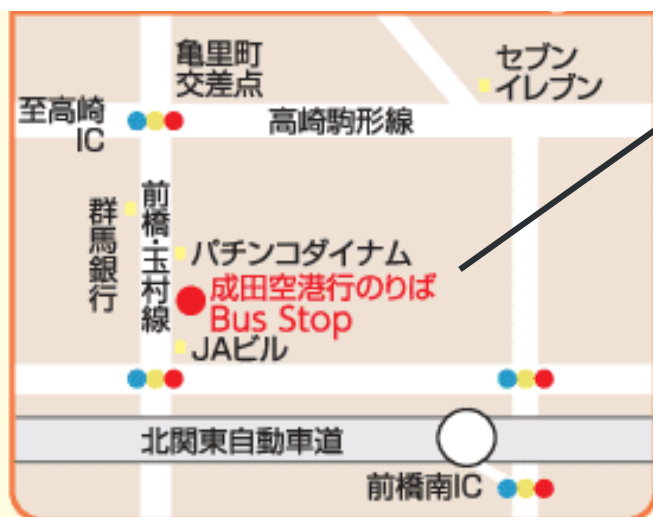 亀里町
交差点
セブン
イレブン
至高崎
IC
高崎駒形線
前橋・玉村線
群馬銀行
パチンコダイナム
成田空港行のりば
Bus Stop
JAビル
北関東自動車道
前橋南IC